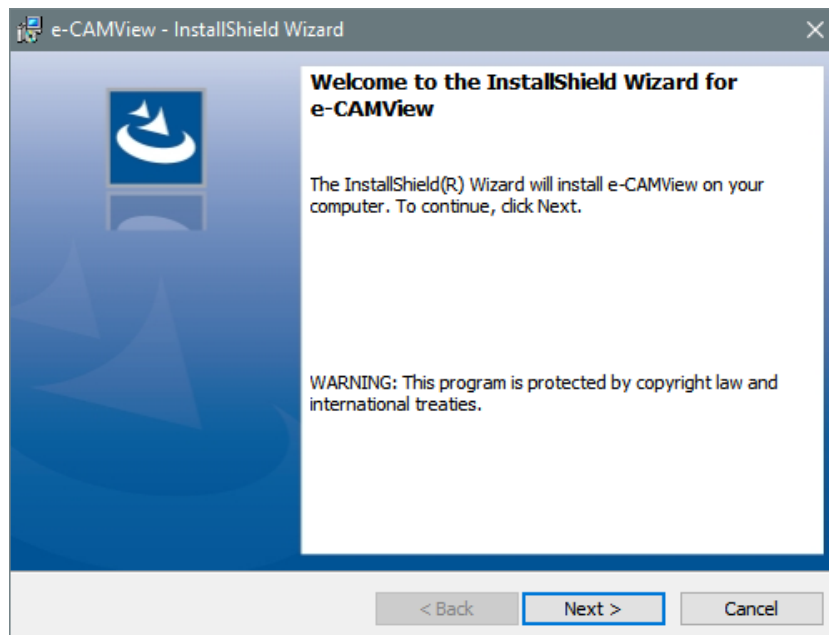 e-CAMView - InstallShield Wizard
Welcome to the InstallShield Wizard for
e-CAMView
The InstallShield(R) Wizard will install e-CAMView on your
computer. To continue, click Next.
WARNING: This program is protected by copyright law and
international treaties.
< Back Next > Cancel